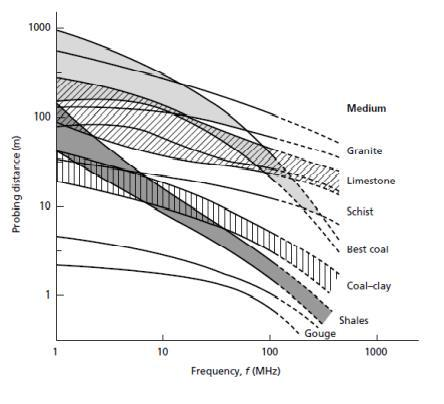 1000
100
10
1
Probing distance (m)
Medium
Granite
Limestone
Schist
Best coal
Coal–clay
Shales
Gouge
1 10 100 1000
Frequency, f (MHz)